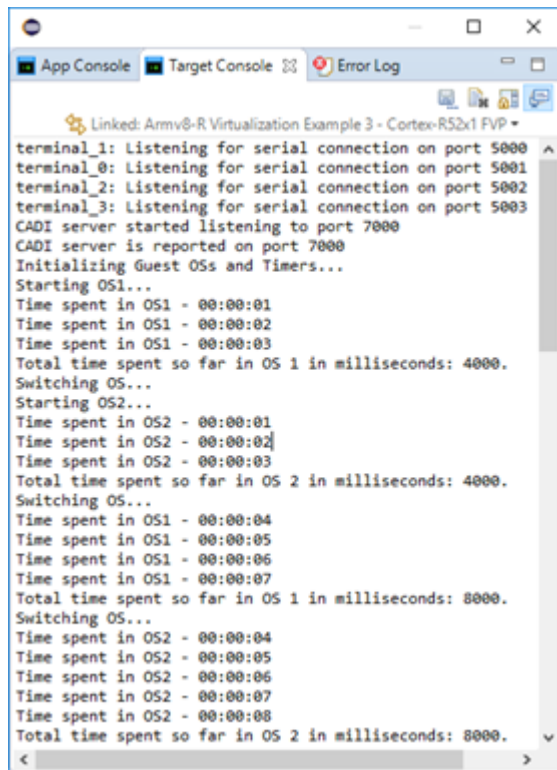 App Console Target Console Error Log
Linked: Armv8-R Virtualization Example 3 - Cortex-R52x1 FVP
terminal_1: Listening for serial connection on port 5000
terminal_0: Listening for serial connection on port 5001
terminal_2: Listening for serial connection on port 5002
terminal_3: Listening for serial connection on port 5003
CADI server started listening to port 7000
CADI server is reported on port 7000
Initializing Guest OSs and Timers...
Starting OS1...
Time spent in OS1 - 00:00:01
Time spent in OS1 - 00:00:02
Time spent in OS1 - 00:00:03
Total time spent so far in OS 1 in milliseconds: 4000.
Switching OS...
Starting OS2...
Time spent in OS2 - 00:00:01
Time spent in OS2 - 00:00:02
Time spent in OS2 - 00:00:03
Total time spent so far in OS 2 in milliseconds: 4000.
Switching OS...
Time spent in OS1 - 00:00:04
Time spent in OS1 - 00:00:05
Time spent in OS1 - 00:00:06
Time spent in OS1 - 00:00:07
Total time spent so far in OS 1 in milliseconds: 8000.
Switching OS...
Time spent in OS2 - 00:00:04
Time spent in OS2 - 00:00:05
Time spent in OS2 - 00:00:06
Time spent in OS2 - 00:00:07
Time spent in OS2 - 00:00:08
Total time spent so far in OS 2 in milliseconds: 8000.